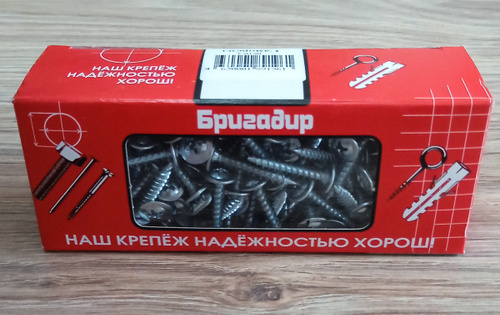 НАШ КРЕПЁЖ
НАДЁЖНОСТЬЮ
ХОРОШ!
Бригадир
НАШ КРЕПЁЖ НАДЁЖНОСТЬЮ ХОРОШ!